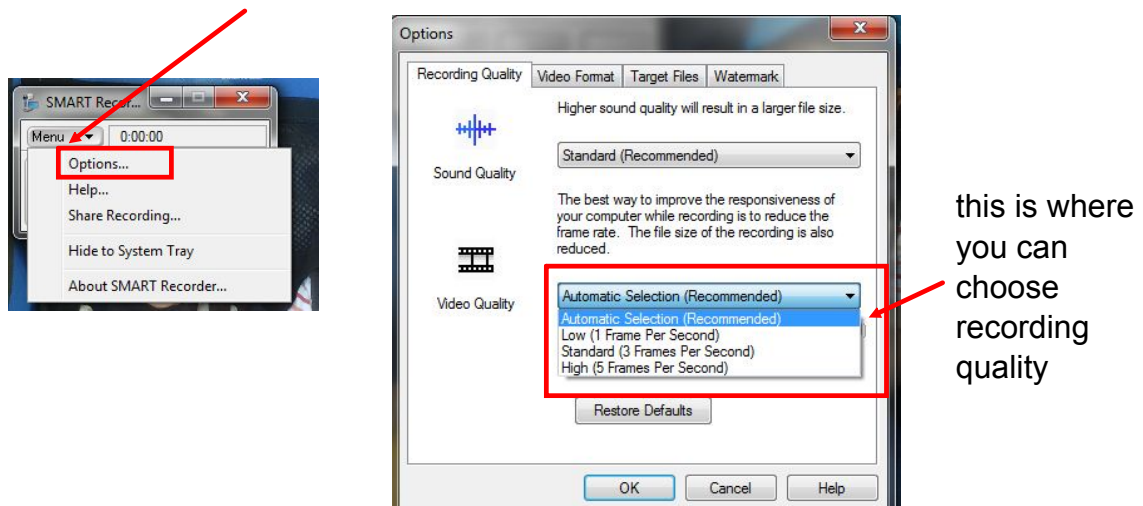 SMART Recor...
Menu
0:00:00
Options...
Help...
Share Recording...
Hide to System Tray
About SMART Recorder...
Options
Recording Quality
Video Format
Target Files
Watermark
Higher sound quality will result in a larger file size.
Sound Quality
Standard (Recommended)
The best way to improve the responsiveness of
your computer while recording is to reduce the
frame rate. The file size of the recording is also
reduced.
Video Quality
Automatic Selection (Recommended)
Automatic Selection (Recommended)
Low (1 Frame Per Second)
Standard (3 Frames Per Second)
High (5 Frames Per Second)
Restore Defaults
OK
Cancel
Help
this is where
you can
choose
recording
quality